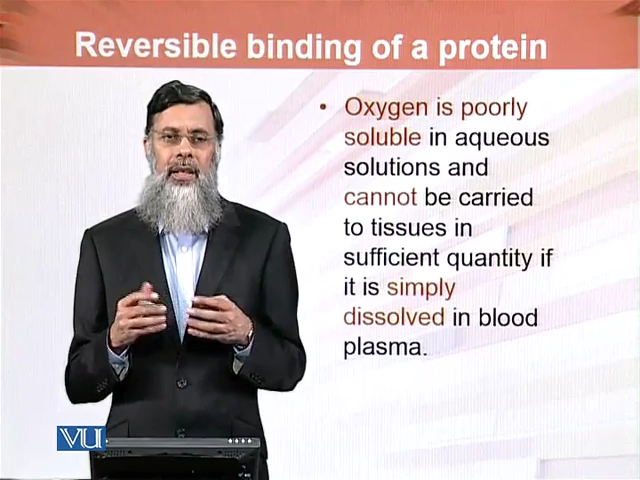 Reversible binding of a protein
• Oxygen is poorly
soluble in aqueous
solutions and
cannot be carried
to tissues in
sufficient quantity if
it is simply
dissolved in blood
plasma.
VU